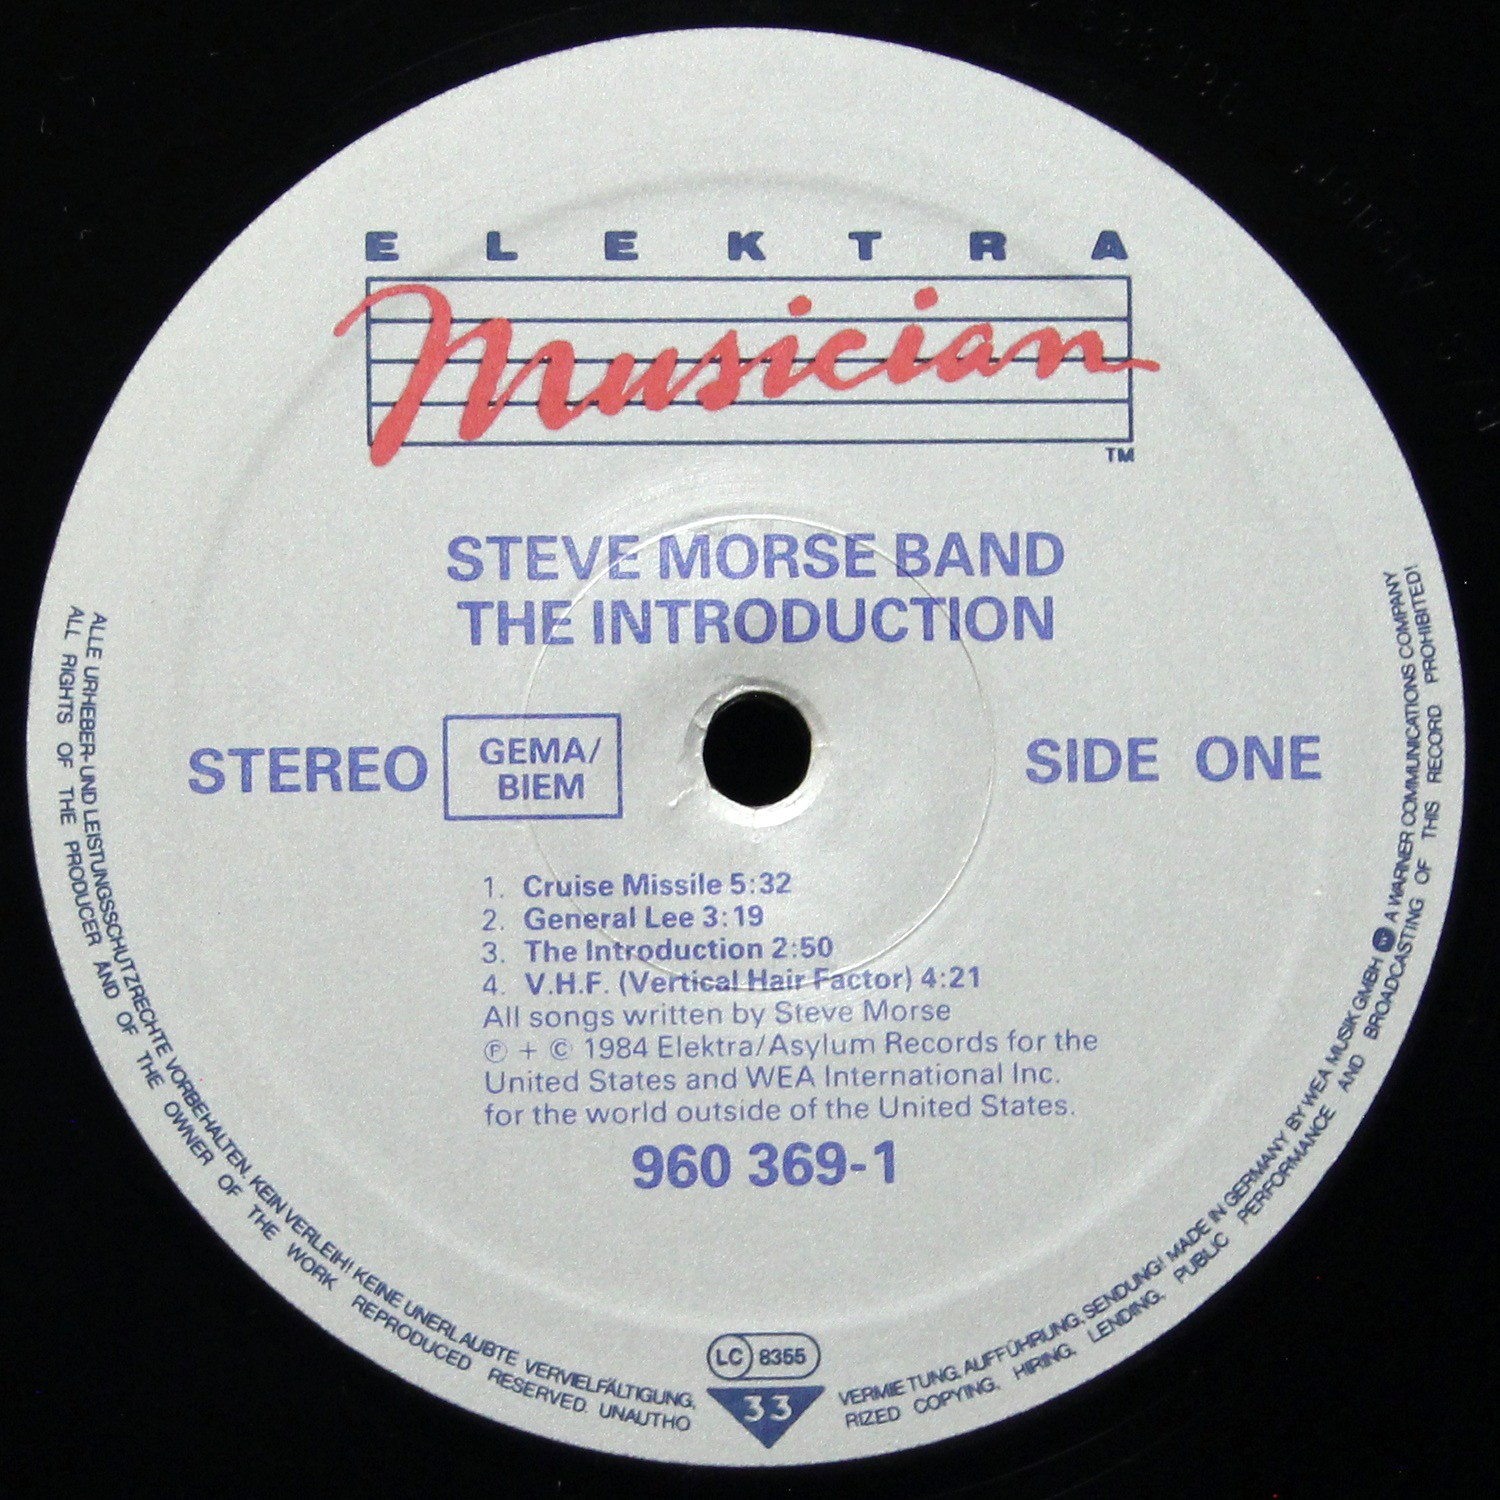 ELEKTRA
Musician
TM
STEVE MORSE BAND
THE INTRODUCTION
STEREO
GEMA/
BIEM
SIDE ONE
1. Cruise Missile 5:32
2. General Lee 3:19
3. The Introduction 2:50
4. V.H.F. (Vertical Hair Factor) 4:21
All songs written by Steve Morse
Ⓟ + © 1984 Elektra/Asylum Records for the
United States and WEA International Inc.
for the world outside of the United States.
960 369-1
LC 8355
33
ALLE URHEBER- UND LEISTUNGSSCHUTZRECHTE VORBEHALTEN. KEIN VERLEIH! KEINE UNERLAUBTE VERVIELFÄLTIGUNG, VERMIETUNG, AUFFÜHRUNG, SENDUNG! MADE IN GERMANY BY WEA MUSIK GMBH W A WARNER COMMUNICATIONS COMPANY
ALL RIGHTS OF THE PRODUCER AND OF THE OWNER OF THE WORK REPRODUCED RESERVED. UNAUTHORIZED COPYING, HIRING, LENDING, PUBLIC PERFORMANCE AND BROADCASTING OF THIS RECORD PROHIBITED!